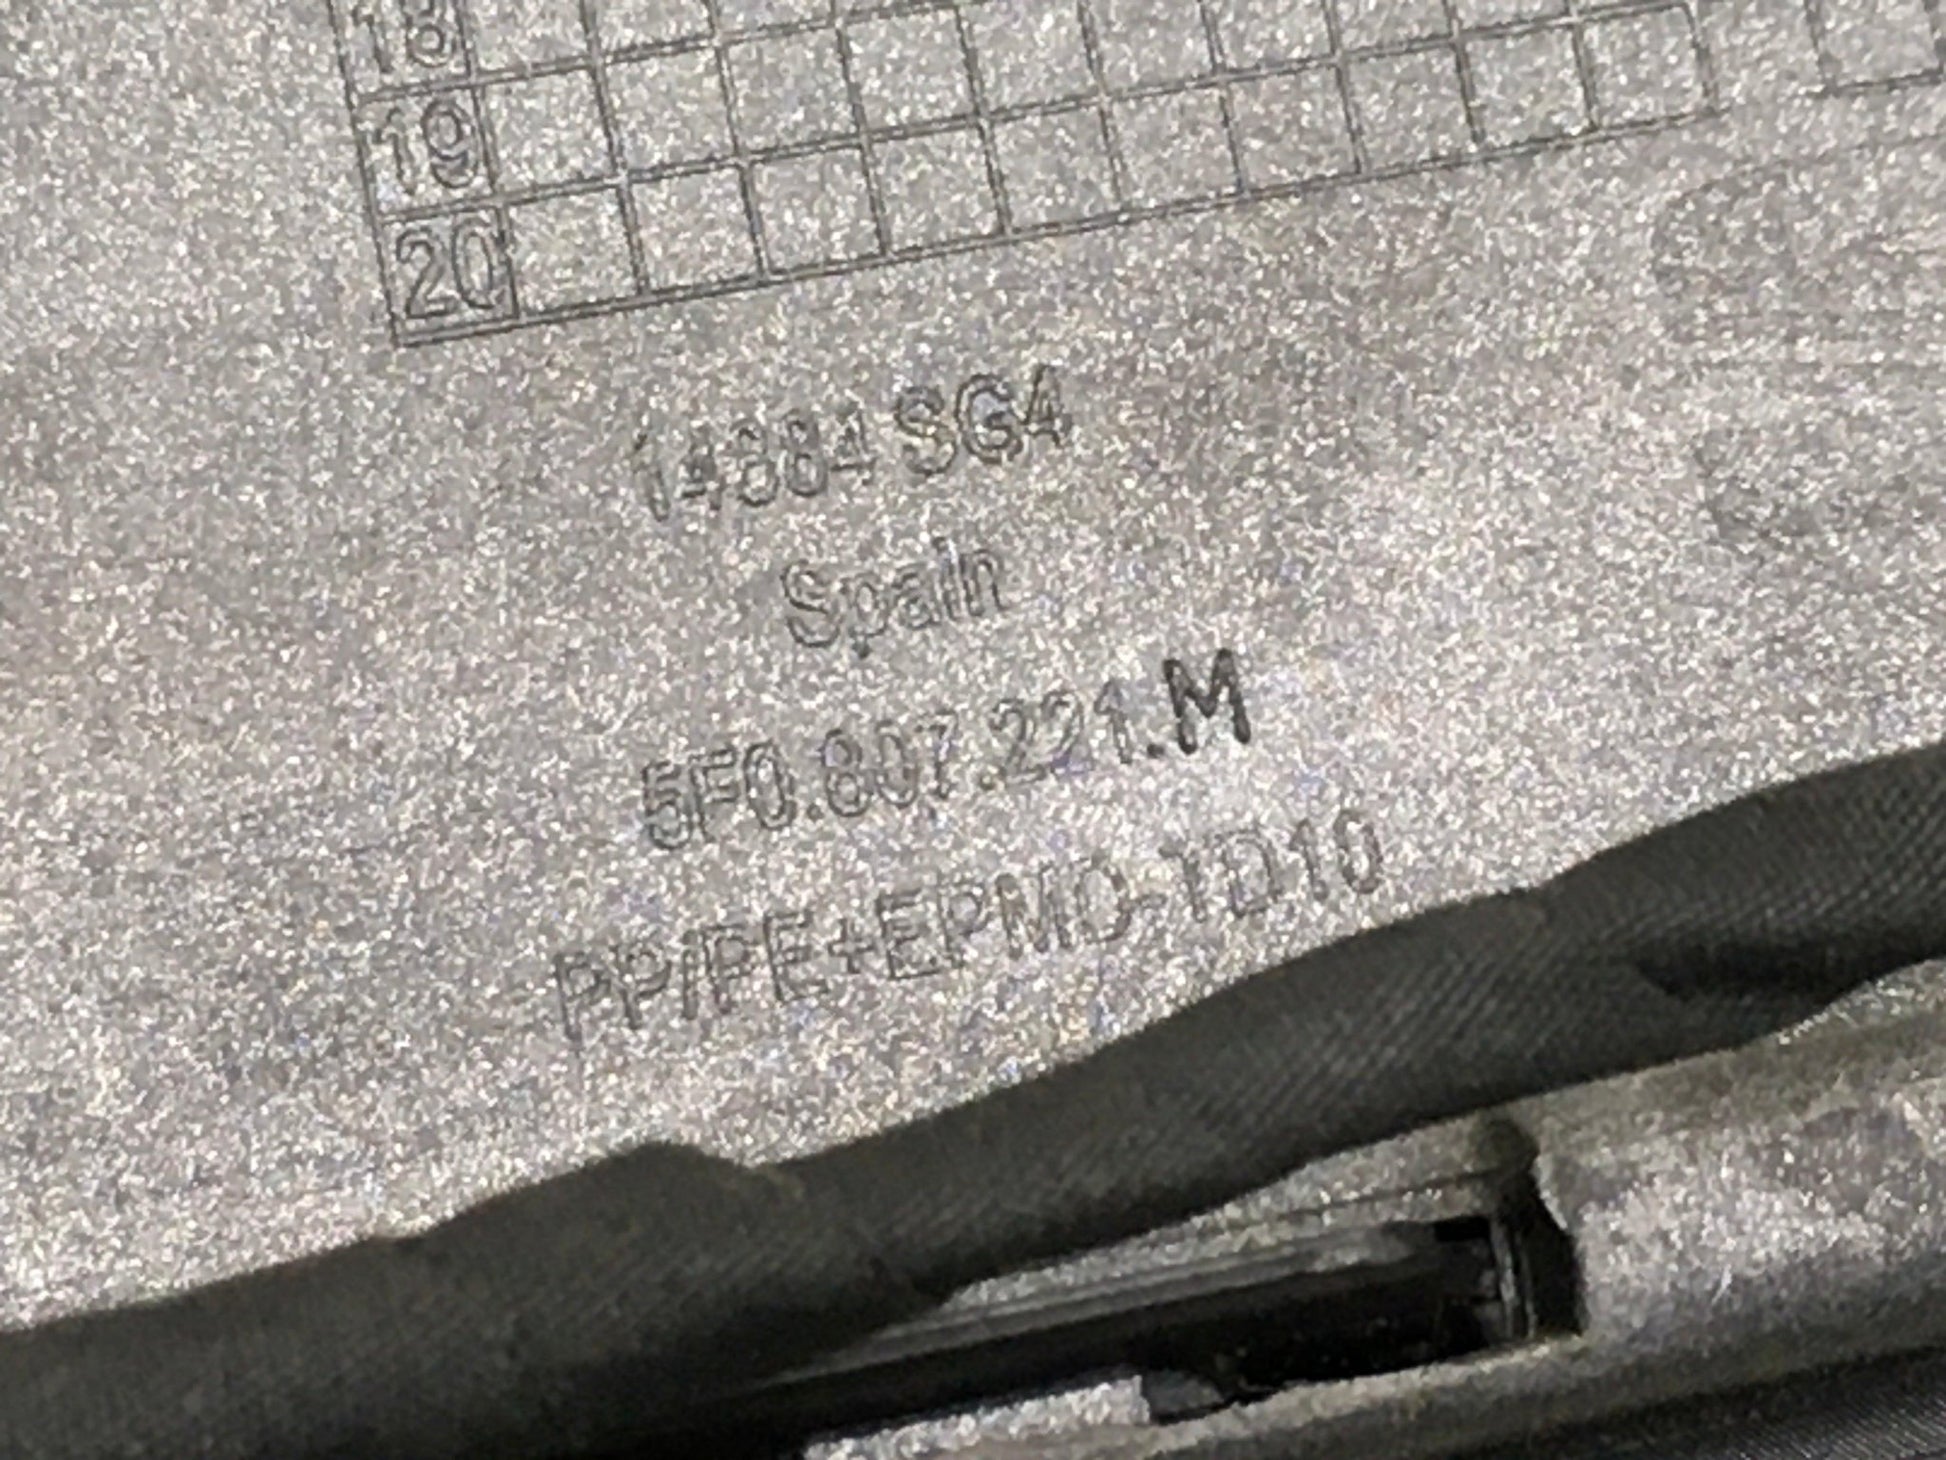 18
19
20
14884 SG4
Spain
5F0.807.221.M
PP/PE+EPMD-TD10